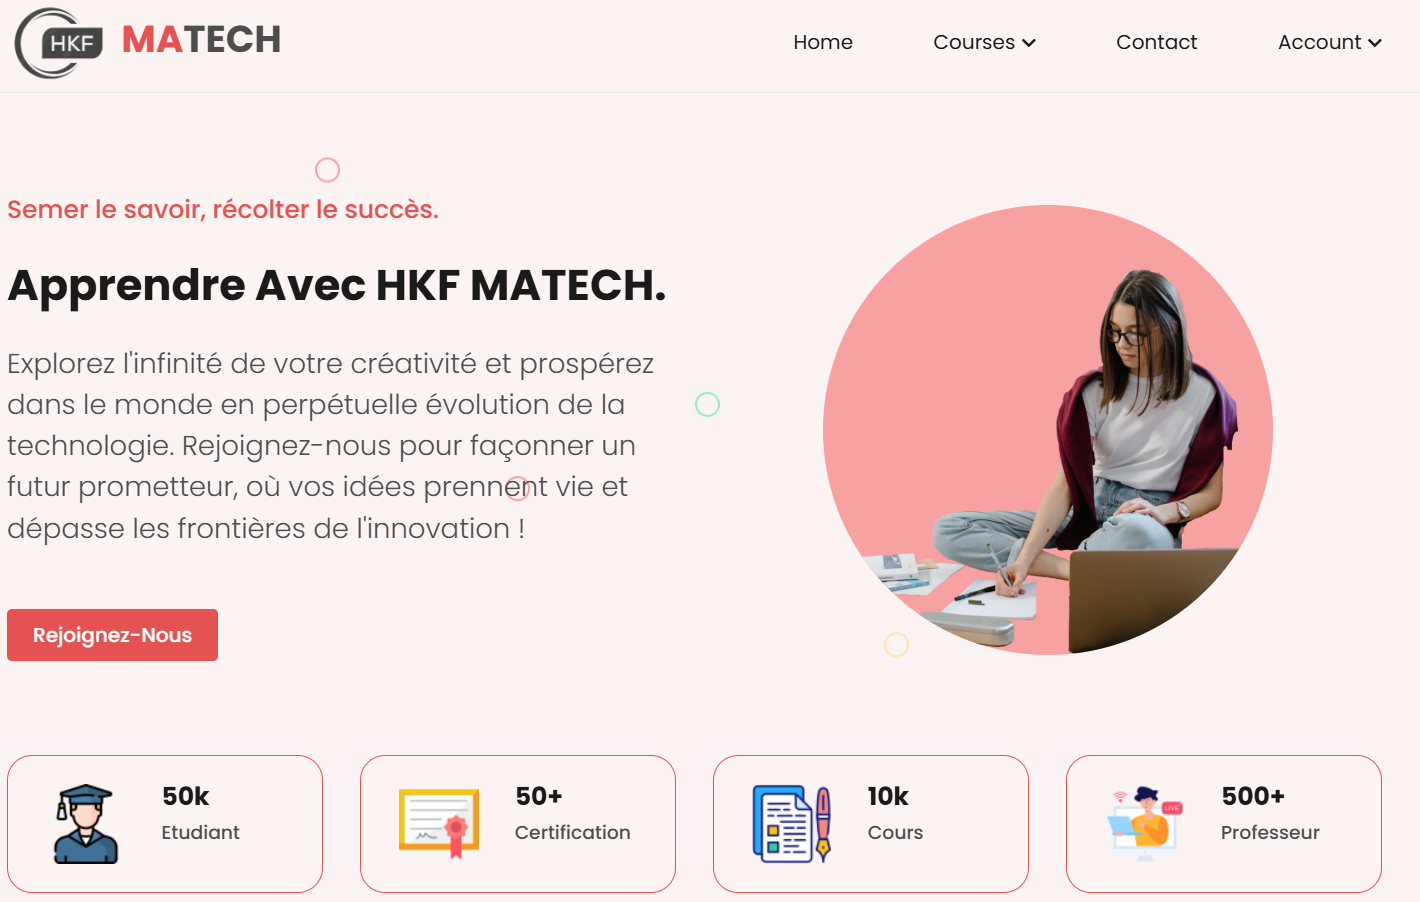 HKF MATECH
Home Courses Contact Account
Semer le savoir, récolter le succès.
Apprendre Avec HKF MATECH.
Explorez l'infinité de votre créativité et prospérez
dans le monde en perpétuelle évolution de la
technologie. Rejoignez-nous pour façonner un
futur prometteur, où vos idées prennent vie et
dépasse les frontières de l'innovation !
Rejoignez-Nous
50k
Etudiant
50+
Certification
10k
Cours
LIVE
500+
Professeur